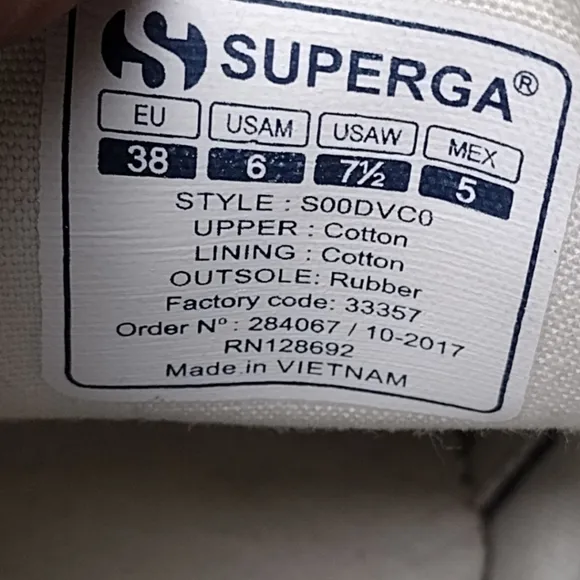 SUPERGA®
EU USAM USAW MEX
38 6 7½ 5
STYLE : S00DVC0
UPPER : Cotton
LINING : Cotton
OUTSOLE: Rubber
Factory code: 33357
Order Nº : 284067 / 10-2017
RN128692
Made in VIETNAM